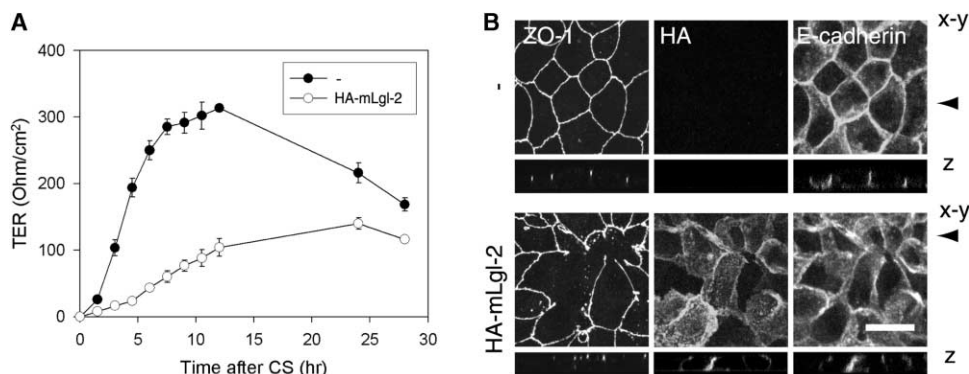 A
400
300
200
100
0
TER (Ohm/cm²)
-
HA-mLgl-2
0 5 10 15 20 25 30
Time after CS (hr)
B
ZO-1 HA E-cadherin x-y
-
z
x-y
HA-mLgl-2
z